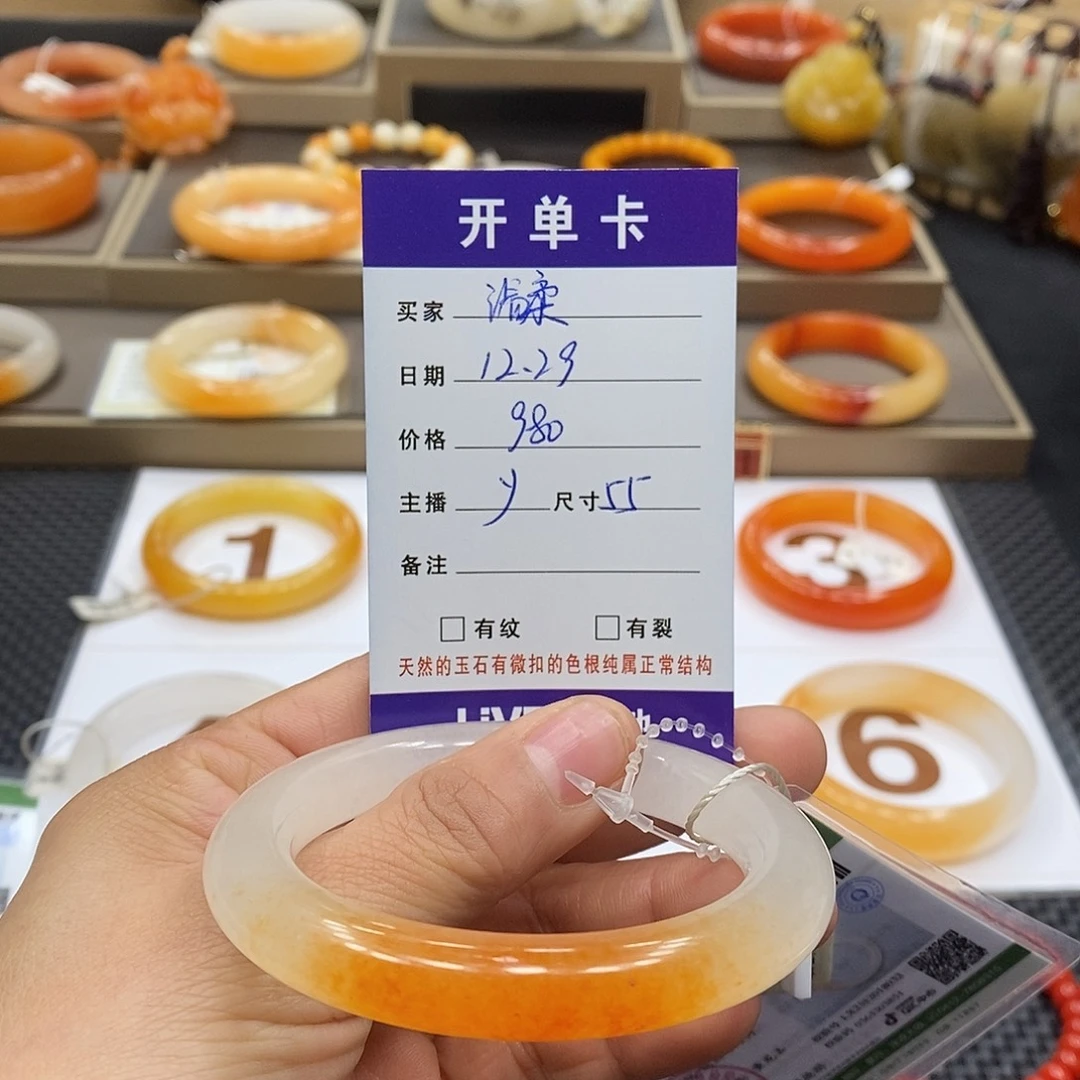 开单卡
买家 温柔
日期 12.29
价格 980
主播 y 尺寸 55
备注
□有纹 □有裂
天然的玉石有微扣的色根纯属正常结构
1
3
6